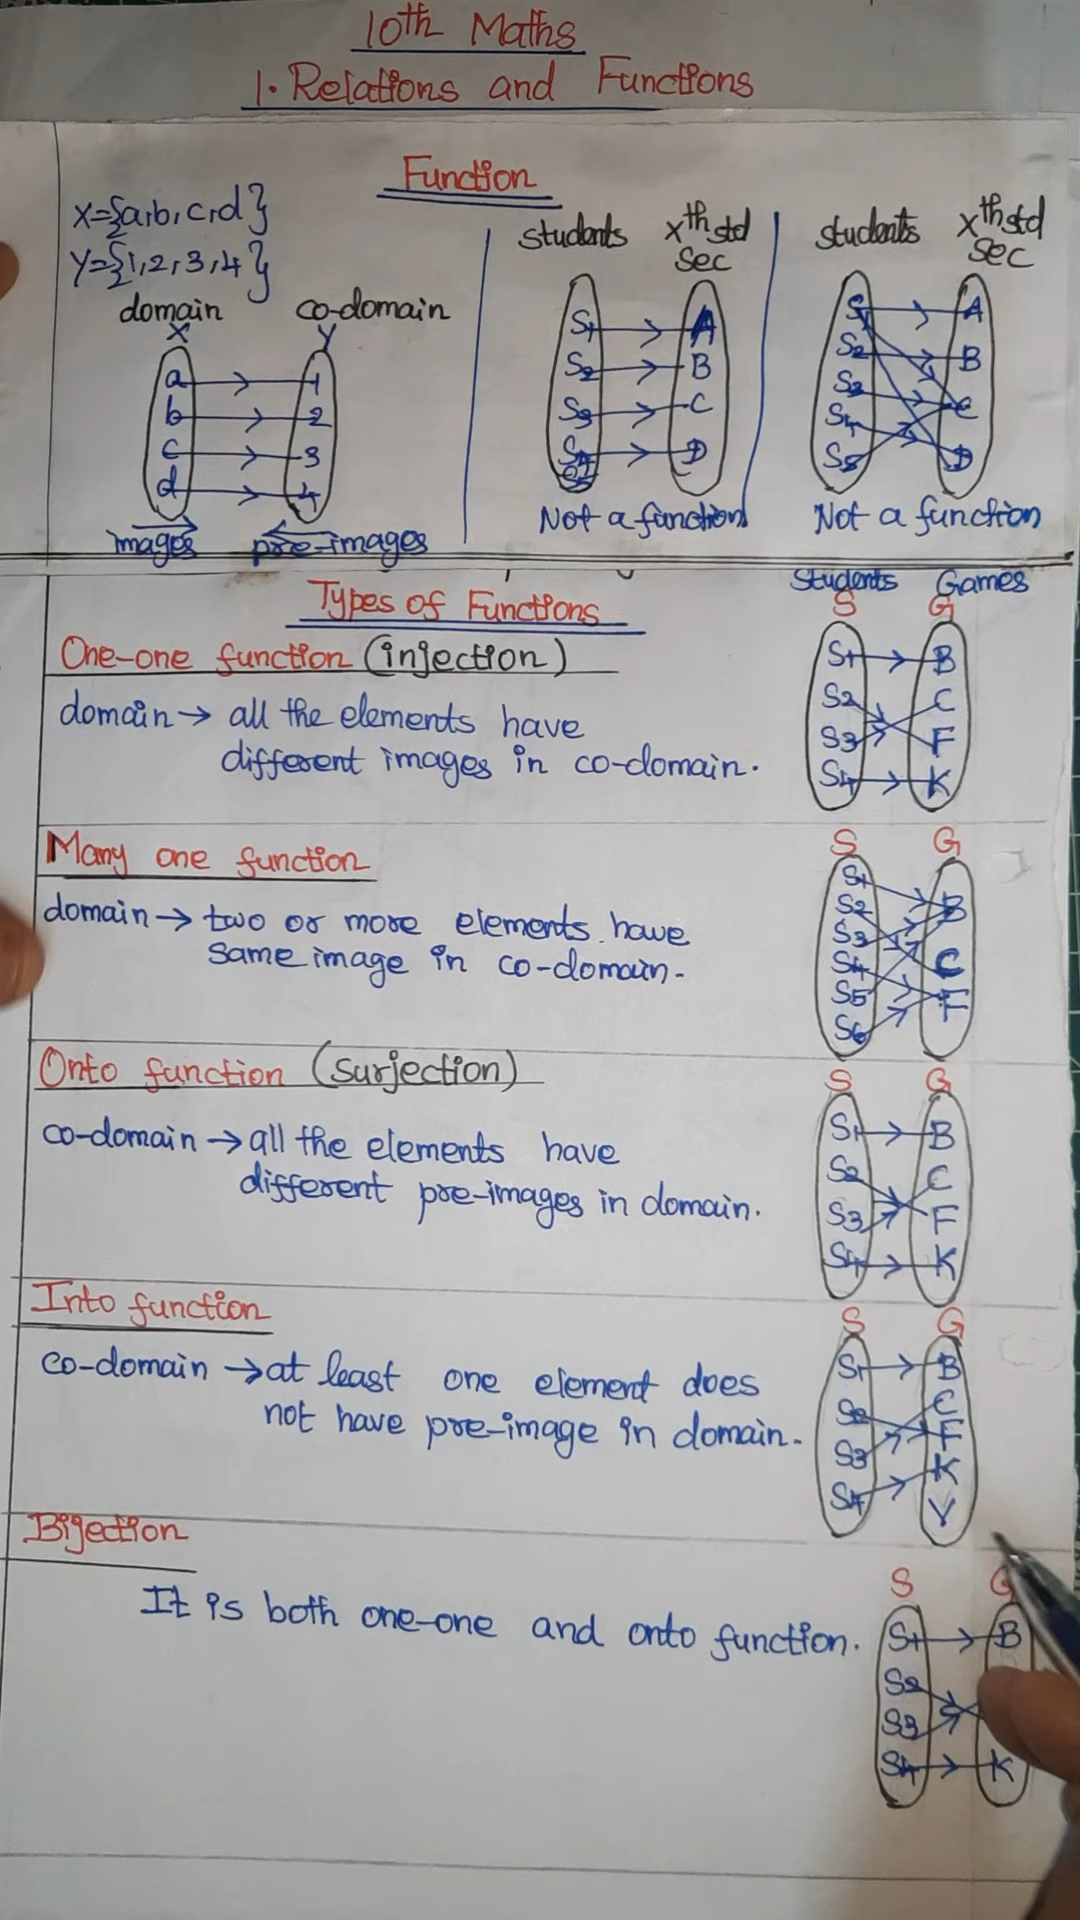 10th Maths
1. Relations and Functions
Function
X={a,b,c,d}
Y={1,2,3,4}
domain co-domain
X Y
a 1
b 2
c 3
d 4
images pre-images
students Xth std
sec
S1 A
S2 B
S3 C
S4 D
S5
Not a function
students Xth std
sec
S1 A
S2 B
S3 C
S4 D
S5
Not a function
Types of Functions
Students Games
S G
One-one function (injection)
domain → all the elements have
different images in co-domain.
S1 B
S2 C
S3 F
S4 K
Many one function
domain → two or more elements have
same image in co-domain.
S G
S1 B
S2 C
S3 F
S4
S5
S6
Onto function (surjection)
co-domain → all the elements have
different pre-images in domain.
S G
S1 B
S2 C
S3 F
S4 K
Into function
co-domain → at least one element does
not have pre-image in domain.
S G
S1 B
S2 C
S3 F
S4 K
V
Bijection
It is both one-one and onto function.
S G
S1 B
S2
S3
S4 K